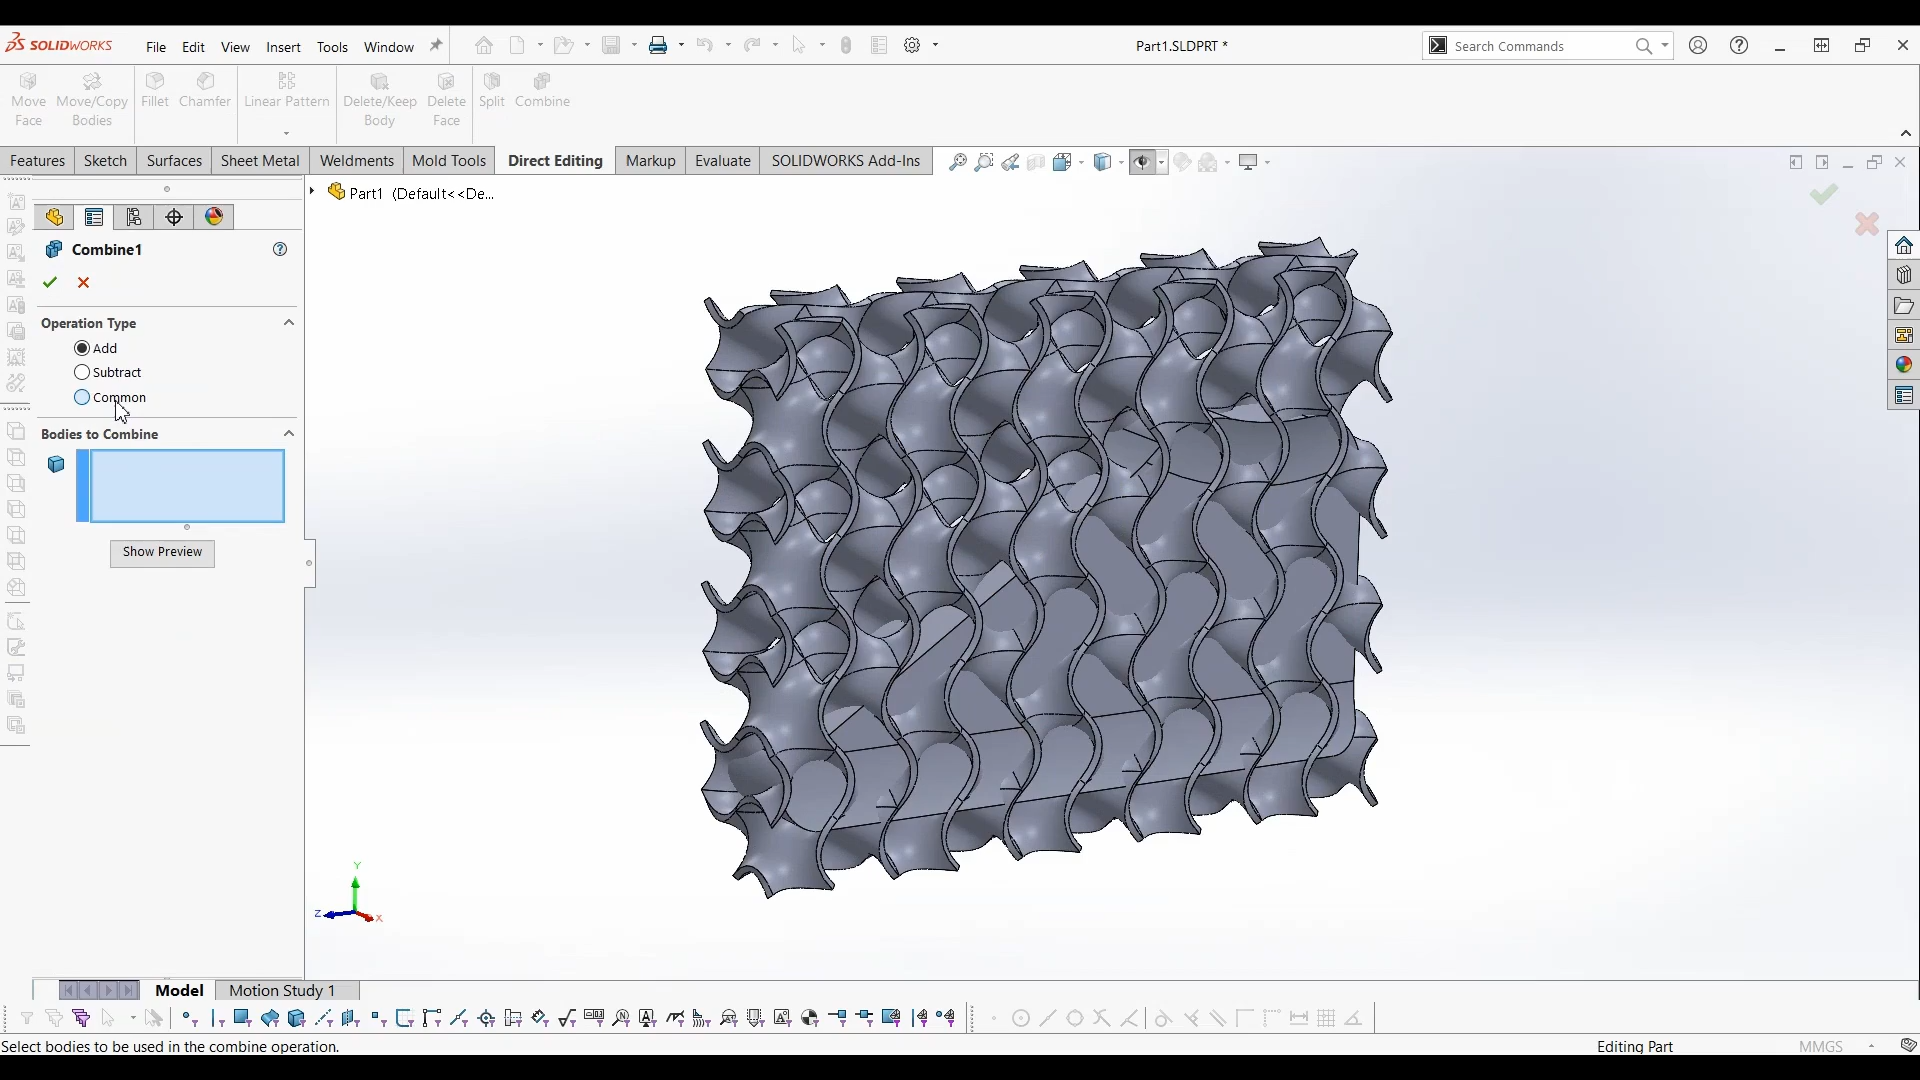 SOLIDWORKS
File Edit View Insert Tools Window
Part1.SLDPRT *
Search Commands
Move Face
Move/Copy Bodies
Fillet
Chamfer
Linear Pattern
Delete/Keep Body
Delete Face
Split
Combine
Features Sketch Surfaces Sheet Metal Weldments Mold Tools Direct Editing Markup Evaluate SOLIDWORKS Add-Ins
Part1 (Default<<De...
Combine1
Operation Type
Add
Subtract
Common
Bodies to Combine
Show Preview
Y
Z
X
Model Motion Study 1
Select bodies to be used in the combine operation.
Editing Part
MMGS